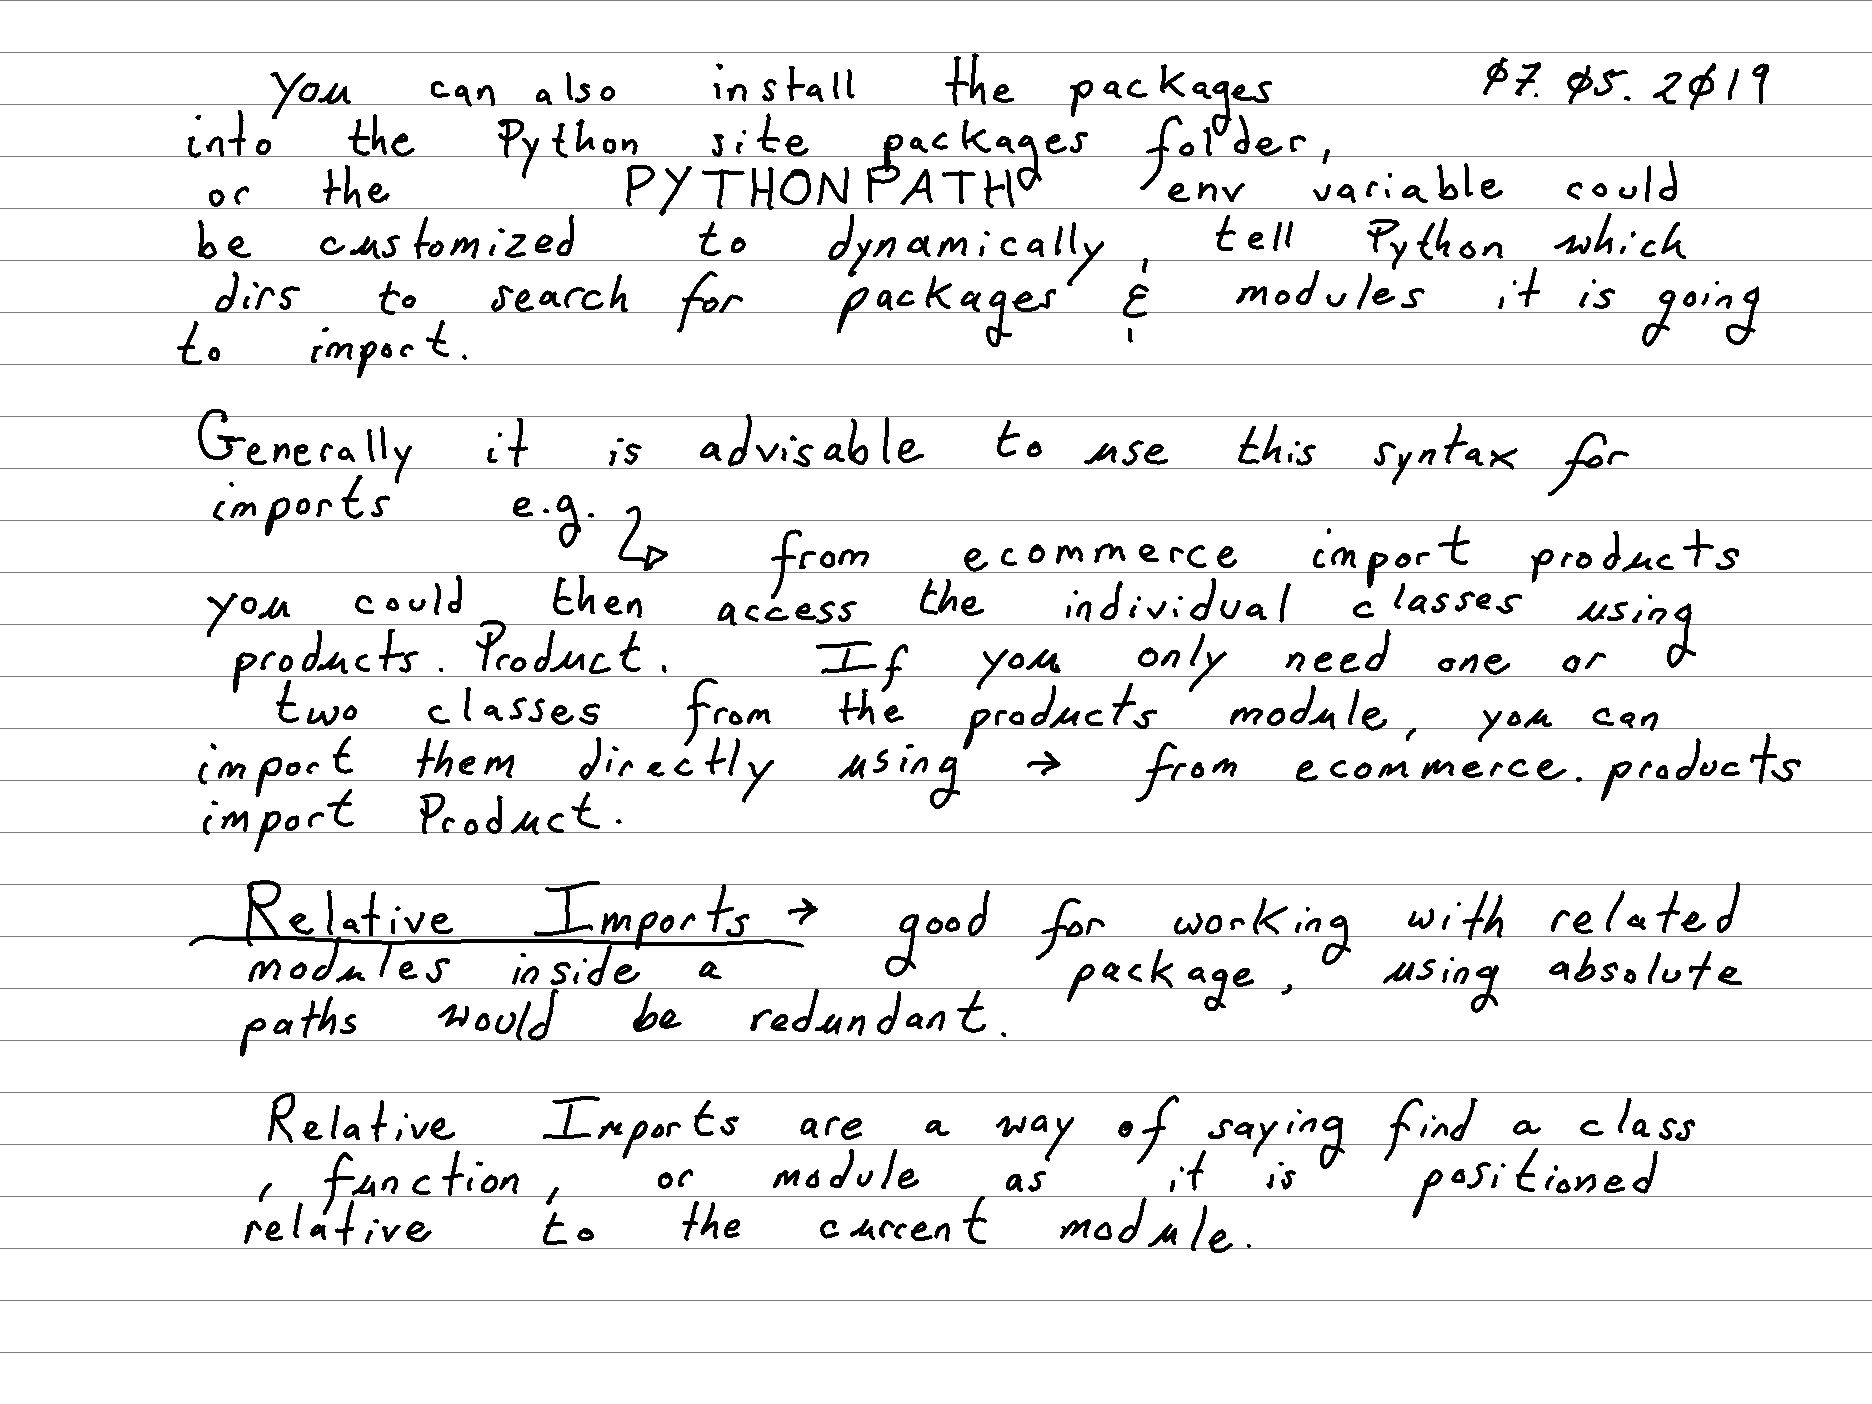 You can also install the packages 07.05.2019
into the Python site packages folder,
or the PYTHONPATH env variable could
be customized to dynamically tell Python which
dirs to search for packages & modules it is going
to import.
Generally it is advisable to use this syntax for
imports e.g. ↳
from ecommerce import products
you could then access the individual classes using
products.Product. If you only need one or
two classes from the products module, you can
import them directly using → from ecommerce.products
import Product.
Relative Imports → good for working with related
modules inside a package, using absolute
paths would be redundant.
Relative Imports are a way of saying find a class
, function, or module as it is positioned
relative to the current module.